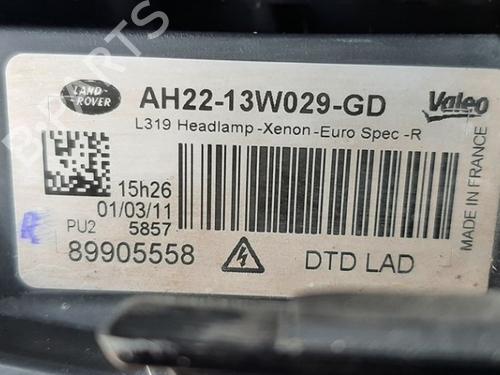 LAND-
ROVER
AH22-13W029-GD
Valeo
L319 Headlamp -Xenon -Euro Spec -R
15h26
01/03/11
PU2 5857
89905558
DTD LAD
MADE IN FRANCE
R
B-PARTS